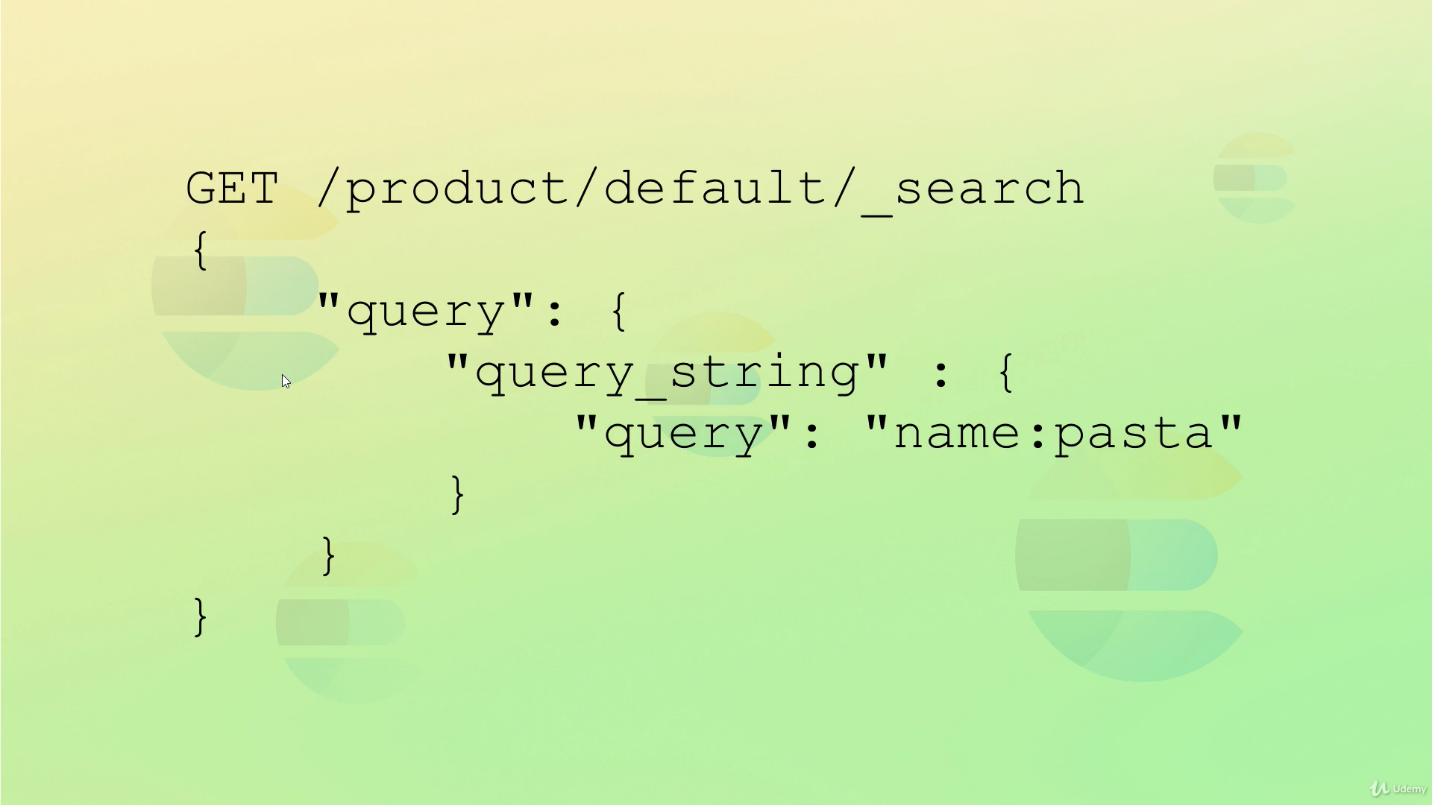 GET /product/default/_search
{
"query": {
"query_string" : {
"query": "name:pasta"
}
}
}
Udemy